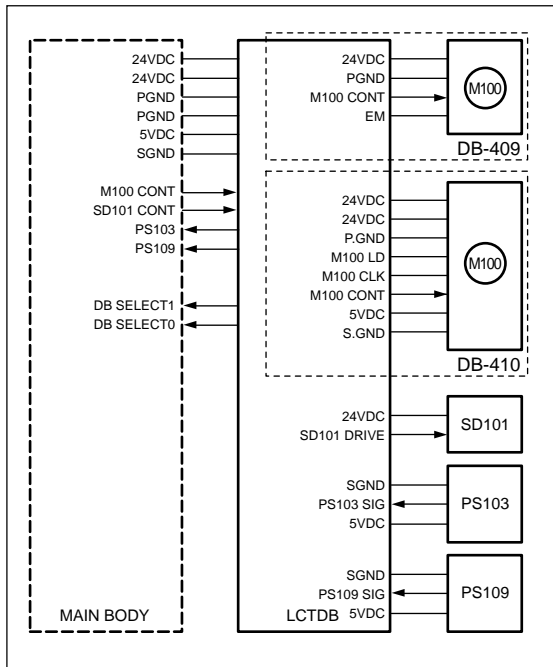 24VDC
24VDC
PGND
PGND
5VDC
SGND
M100 CONT
SD101 CONT
PS103
PS109
DB SELECT1
DB SELECT0
MAIN BODY
24VDC
PGND
M100 CONT
EM
M100
DB-409
24VDC
24VDC
P.GND
M100 LD
M100 CLK
M100 CONT
5VDC
S.GND
M100
DB-410
24VDC
SD101 DRIVE
SD101
SGND
PS103 SIG
5VDC
PS103
SGND
PS109 SIG
5VDC
PS109
LCTDB